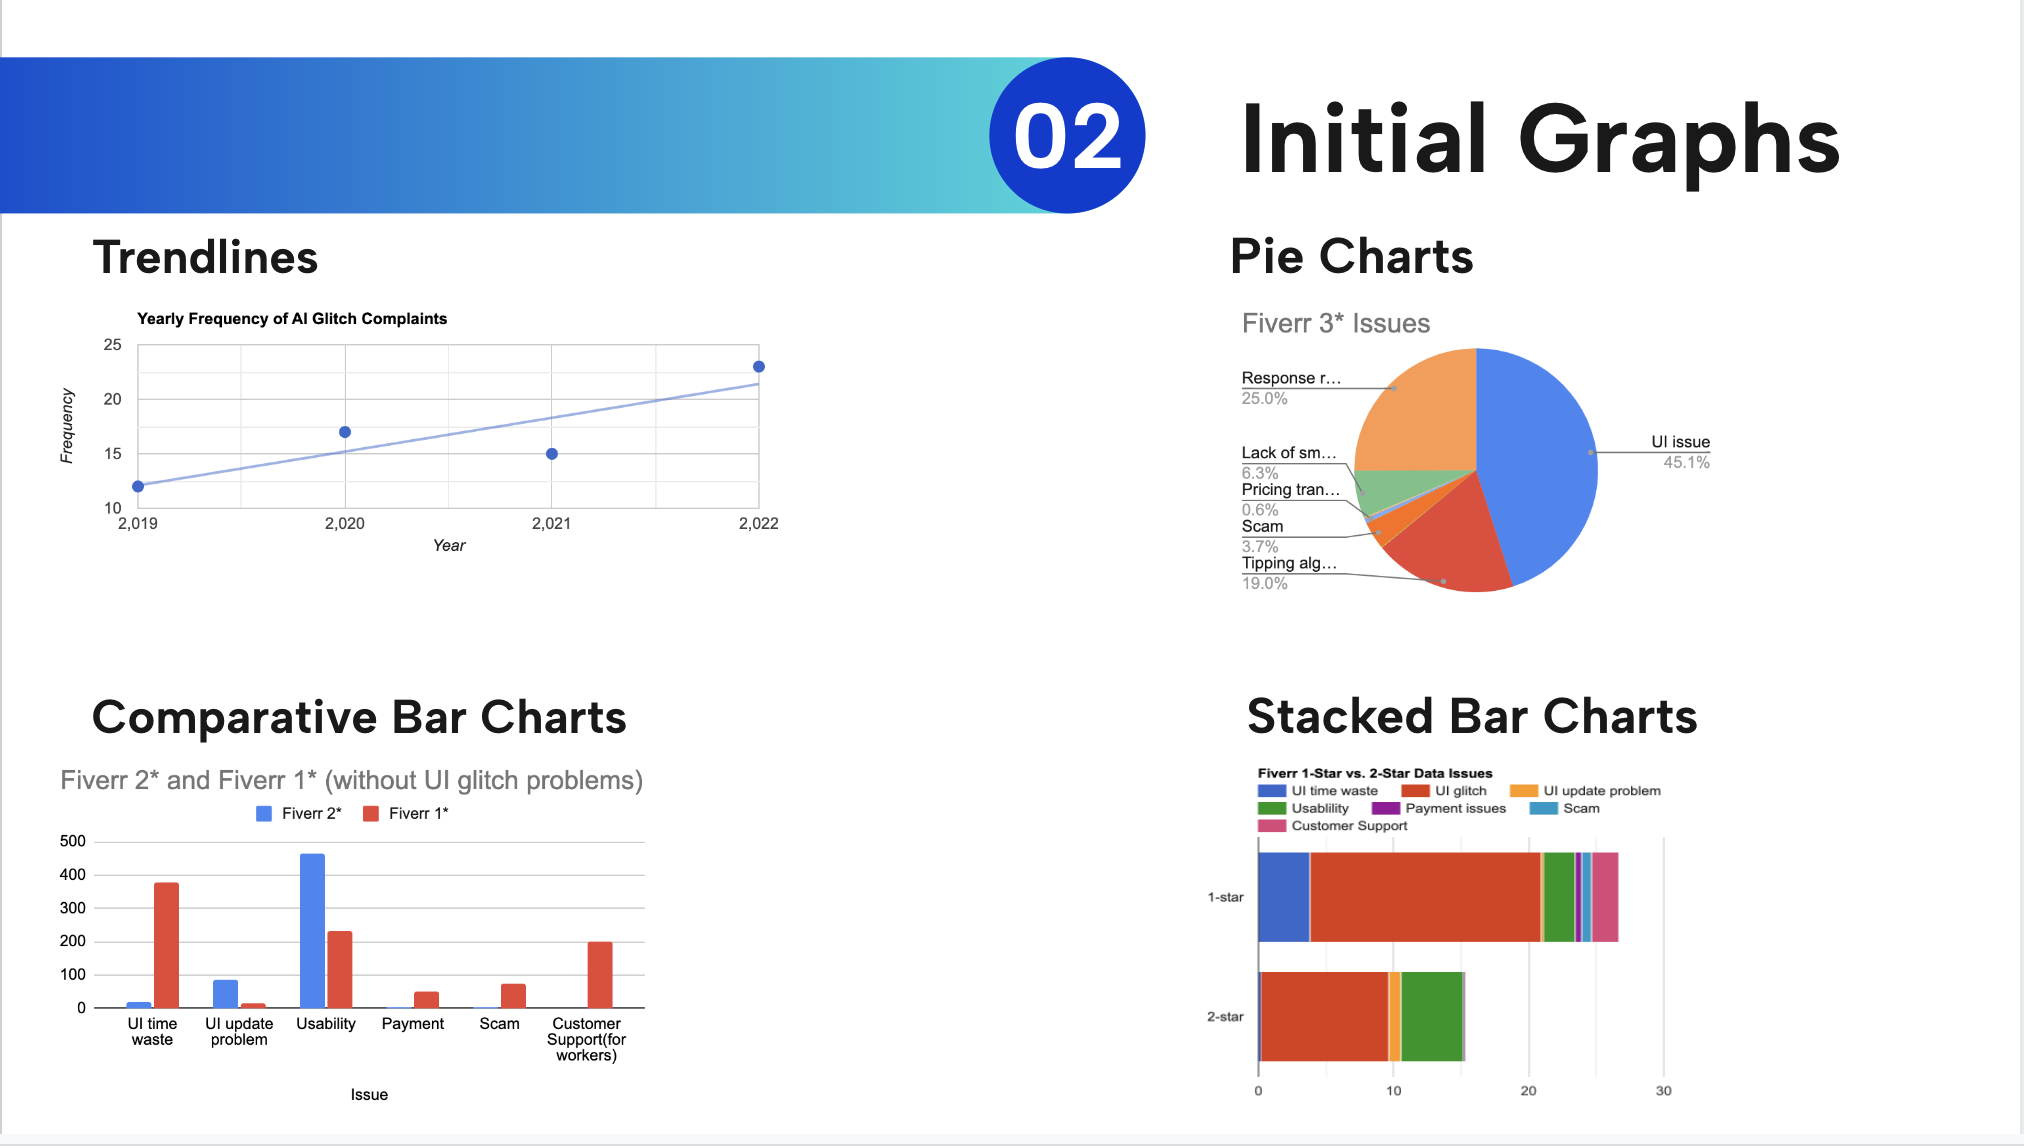 02
Initial Graphs
Trendlines
Yearly Frequency of AI Glitch Complaints
Frequency
25
20
15
10
2,019
2,020
2,021
2,022
Year
Pie Charts
Fiverr 3* Issues
Response r...
25.0%
Lack of sm...
6.3%
Pricing tran...
0.6%
Scam
3.7%
Tipping alg...
19.0%
UI issue
45.1%
Comparative Bar Charts
Fiverr 2* and Fiverr 1* (without UI glitch problems)
Fiverr 2*
Fiverr 1*
500
400
300
200
100
0
UI time
waste
UI update
problem
Usability
Payment
Scam
Customer
Support(for
workers)
Issue
Stacked Bar Charts
Fiverr 1-Star vs. 2-Star Data Issues
UI time waste
UI glitch
UI update problem
Usablility
Payment issues
Scam
Customer Support
1-star
2-star
0
10
20
30